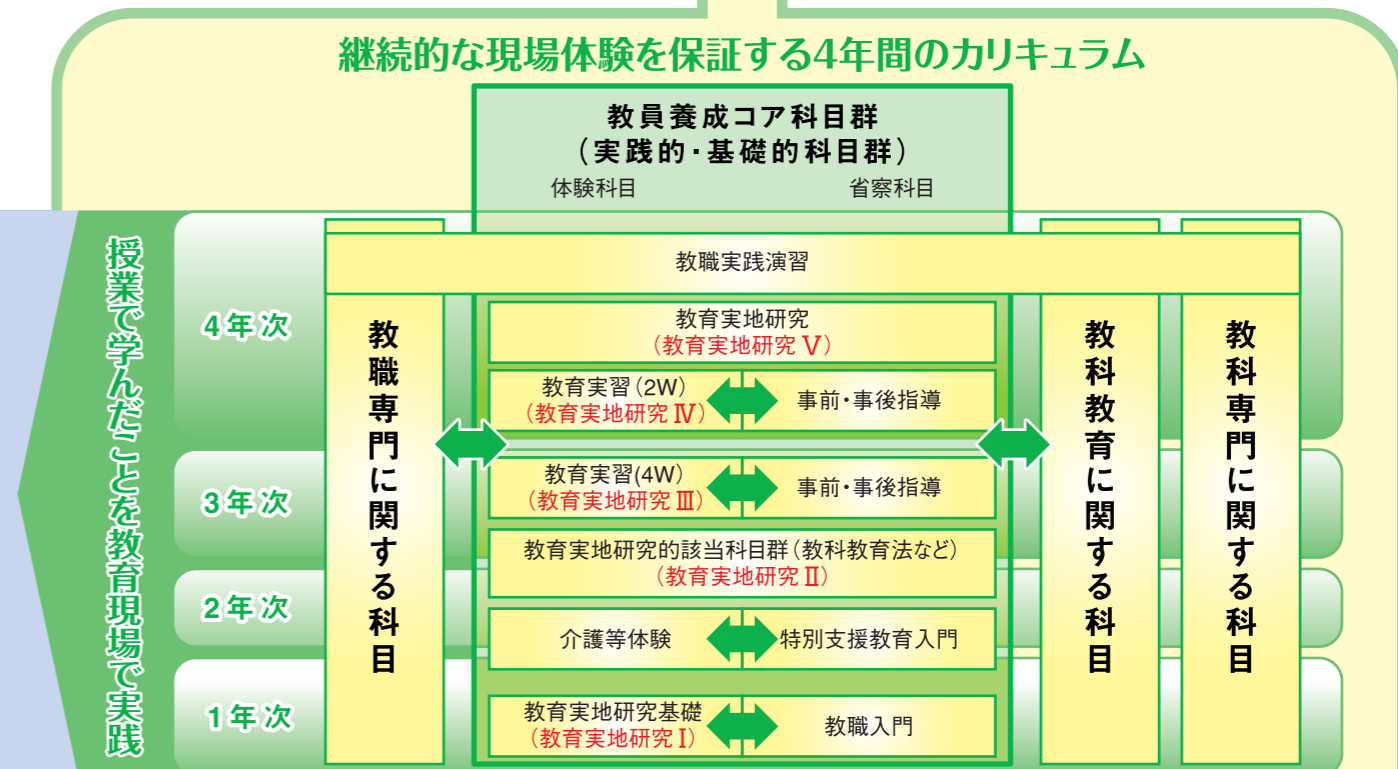 継続的な現場体験を保証する4年間のカリキュラム
教員養成コア科目群
(実践的・基礎的科目群)
体験科目
省察科目
授業で学んだことを教育現場で実践
4年次
3年次
2年次
1年次
教職専門に関する科目
教職実践演習
教育実地研究
(教育実地研究 Ⅴ)
教育実習(2W)
(教育実地研究 Ⅳ)
事前・事後指導
教育実習(4W)
(教育実地研究 Ⅲ)
事前・事後指導
教育実地研究的該当科目群(教科教育法など)
(教育実地研究 Ⅱ)
介護等体験
特別支援教育入門
教育実地研究基礎
(教育実地研究 Ⅰ)
教職入門
教科教育に関する科目
教科専門に関する科目